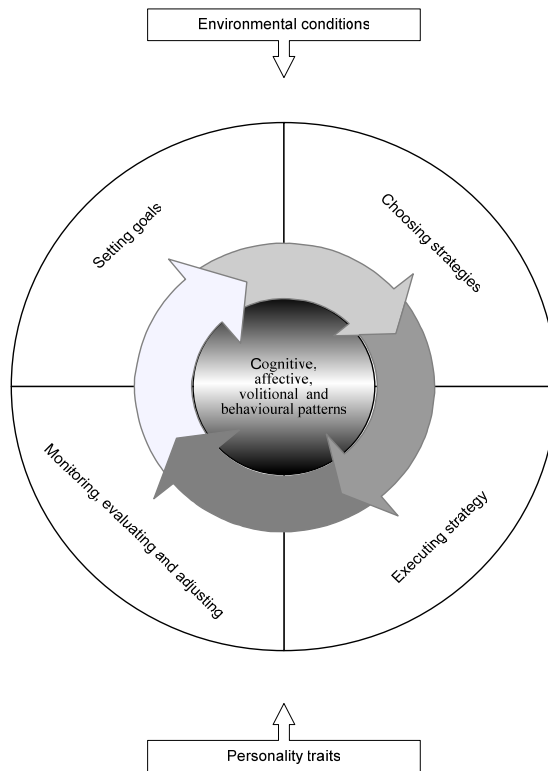 Environmental conditions
Setting goals
Choosing strategies
Cognitive,
affective,
volitional and
behavioural patterns
Monitoring, evaluating and adjusting
Executing strategy
Personality traits